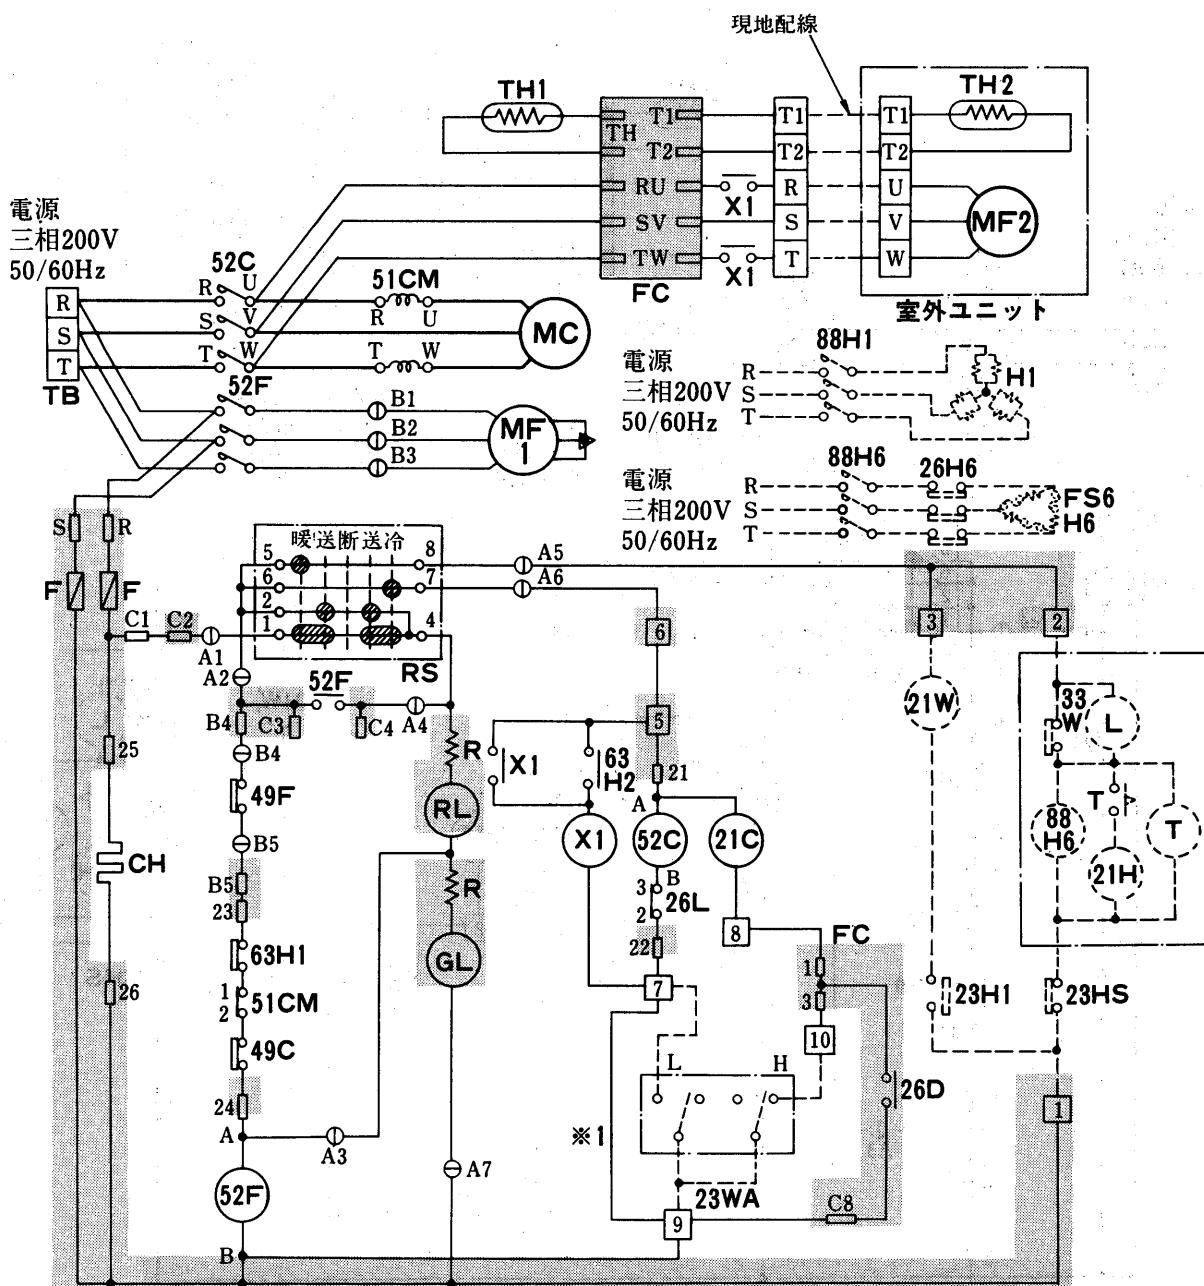 現地配線
TH1
TH
T1
T2
RU
SV
TW
FC
T1
T2
R
S
T
X1
X1
T1
T2
U
V
W
TH2
MF2
室外ユニット
電源
三相200V
50/60Hz
R
S
T
TB
52C
R
S
T
U
V
W
51CM
R
U
T
W
MC
52F
B1
B2
B3
MF
1
電源
三相200V
50/60Hz
R
S
T
88H1
H1
電源
三相200V
50/60Hz
R
S
T
88H6
26H6
FS6
H6
S
R
F
F
暖送断送冷
5
6
2
1
8
7
4
RS
A5
A6
C1
C2
A1
A2
52F
B4
C3
C4
A4
25
B4
49F
B5
B5
23
CH
26
63H1
1
2
51CM
49C
24
A
A3
52F
B
R
RL
R
GL
A7
6
5
X1
63
H2
21
A
X1
52C
21C
B
3
2
26L
22
8
7
FC
1
3
10
L
H
26D
※1
23WA
C8
9
3
2
21W
33
W
L
T
88
H6
21H
T
23H1
23HS
1